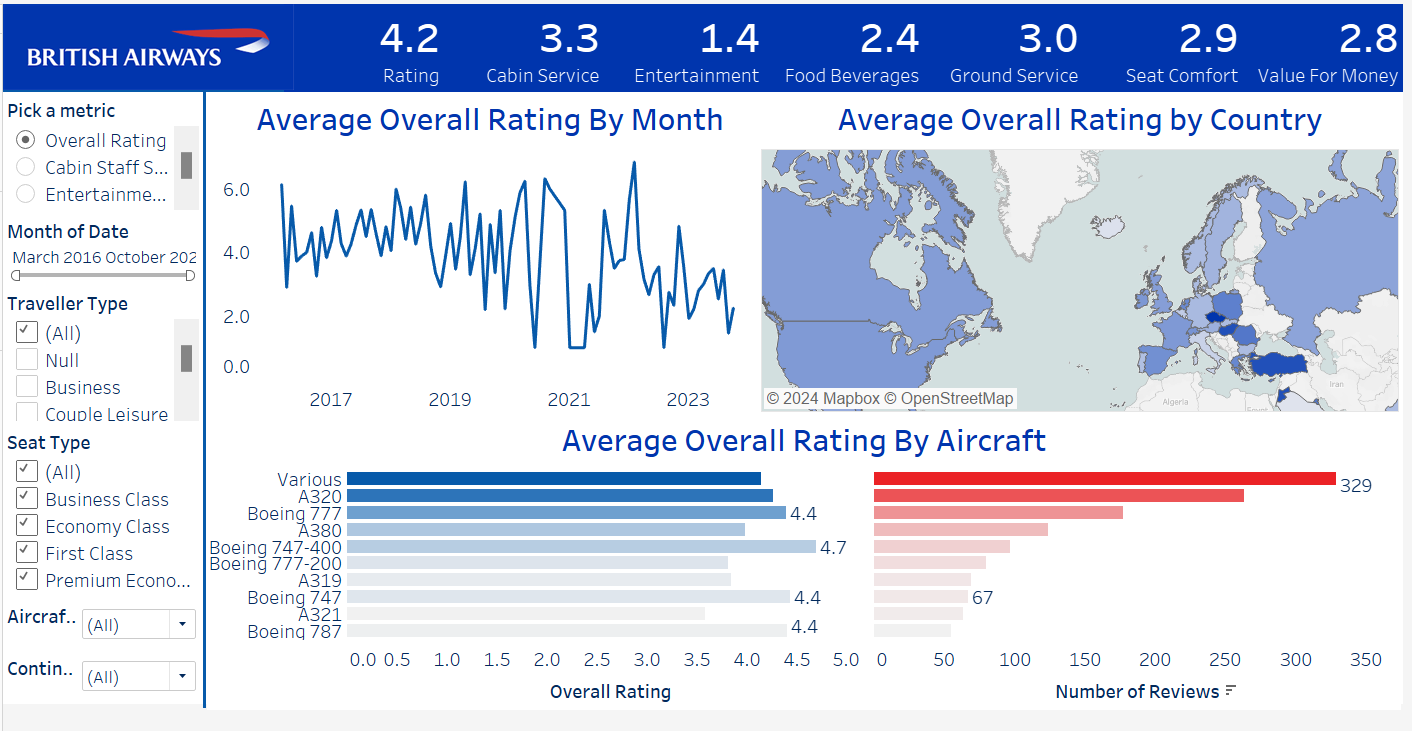 BRITISH AIRWAYS
4.2 3.3 1.4 2.4 3.0 2.9 2.8
Rating Cabin Service Entertainment Food Beverages Ground Service Seat Comfort Value For Money
Pick a metric
Overall Rating
Cabin Staff S...
Entertainme...
Month of Date
March 2016 October 202
Traveller Type
(All)
Null
Business
Couple Leisure
Seat Type
(All)
Business Class
Economy Class
First Class
Premium Econo...
Aircraf.. (All)
Contin.. (All)
Average Overall Rating By Month
6.0
4.0
2.0
0.0
2017 2019 2021 2023
Average Overall Rating by Country
Iran
Algeria
Egypt
© 2024 Mapbox © OpenStreetMap
Average Overall Rating By Aircraft
Various 329
A320
Boeing 777 4.4
A380
Boeing 747-400 4.7
Boeing 777-200
A319
Boeing 747 4.4 67
A321
Boeing 787 4.4
0.0 0.5 1.0 1.5 2.0 2.5 3.0 3.5 4.0 4.5 5.0
Overall Rating
0 50 100 150 200 250 300 350
Number of Reviews